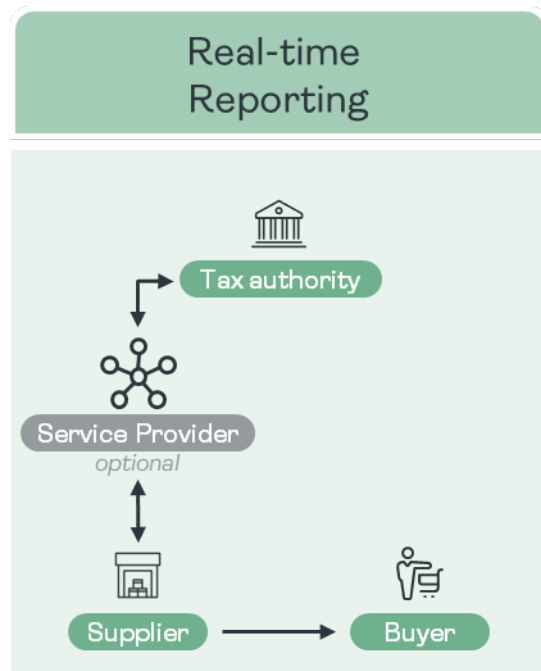 Real-time
Reporting
Tax authority
Service Provider
optional
Supplier
Buyer